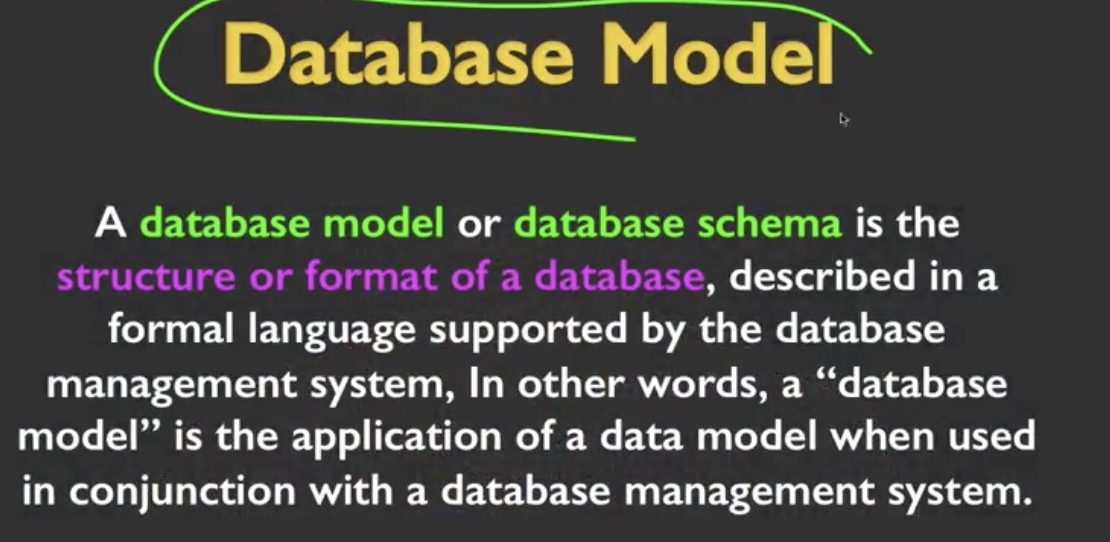 Database Model
A database model or database schema is the
structure or format of a database, described in a
formal language supported by the database
management system, In other words, a “database
model” is the application of a data model when used
in conjunction with a database management system.